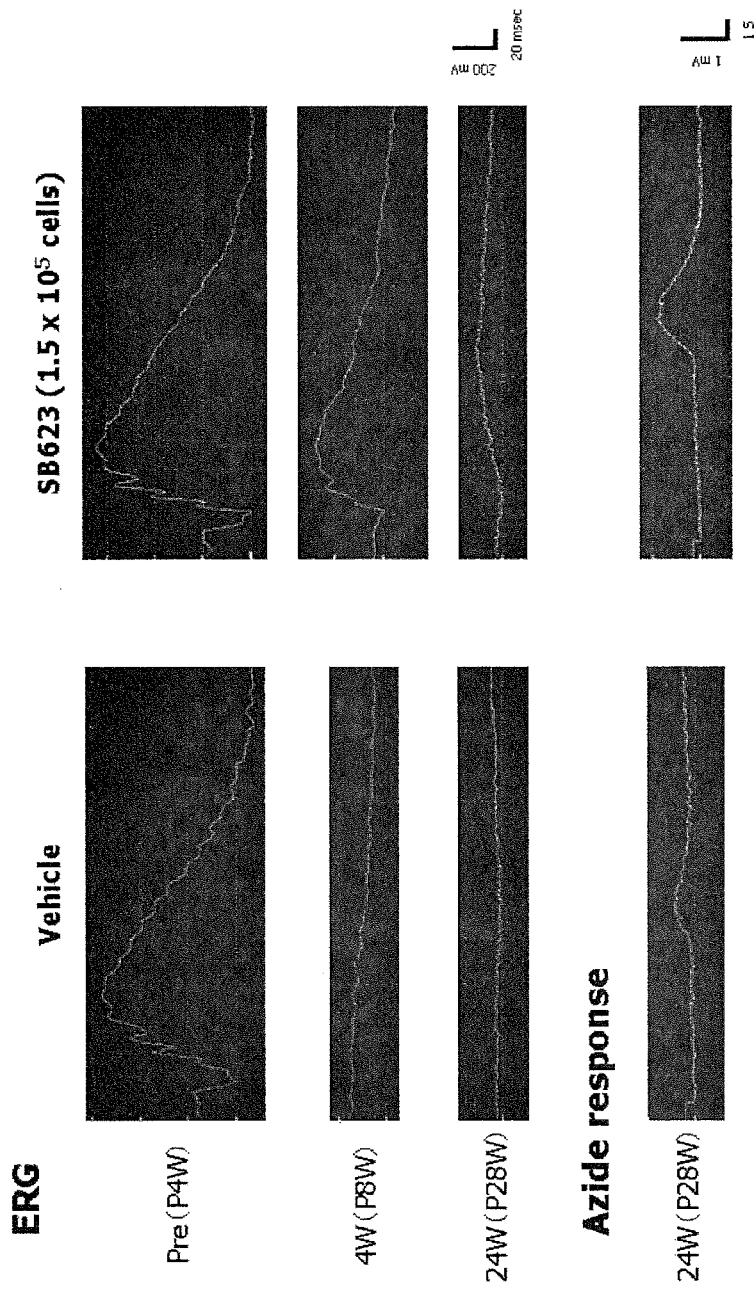 ERG
Vehicle
SB623 (1.5 x 10⁵ cells)
Pre (P4W)
4W (P8W)
24W (P28W)
200 mV
20 msec
Azide response
24W (P28W)
1 mV
1 S